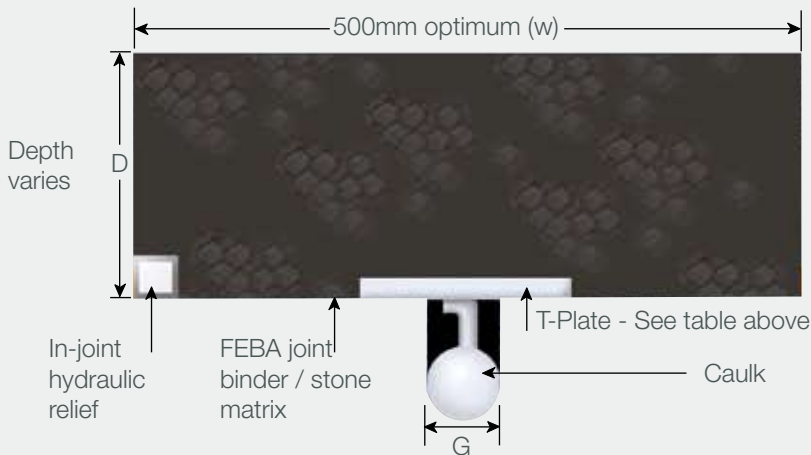 500mm optimum (w)
Depth
varies
D
In-joint
hydraulic
relief
FEBA joint
binder / stone
matrix
T-Plate - See table above
Caulk
G